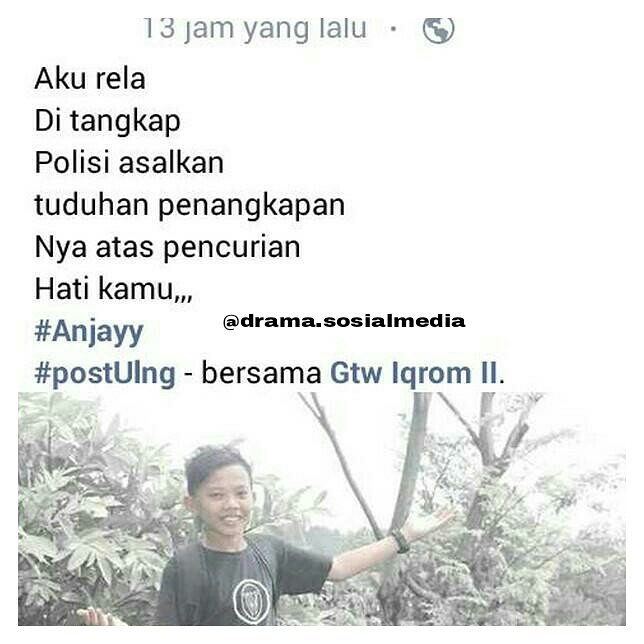 13 jam yang lalu ·
Aku rela
Di tangkap
Polisi asalkan
tuduhan penangkapan
Nya atas pencurian
Hati kamu,,,
@drama.sosialmedia
#Anjayy
#postUlng - bersama Gtw Iqrom II.